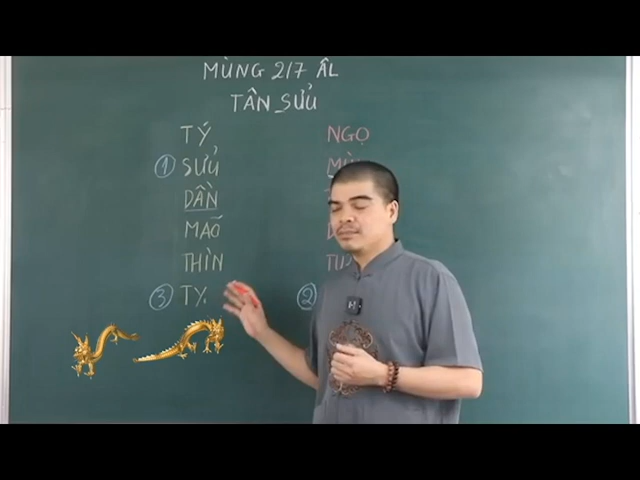 MÙNG 2/7 ÂL
TÂN SỬU
TÝ
① SỬU
DẦN
MÃO
THÌN
③ TỴ
NGỌ
②